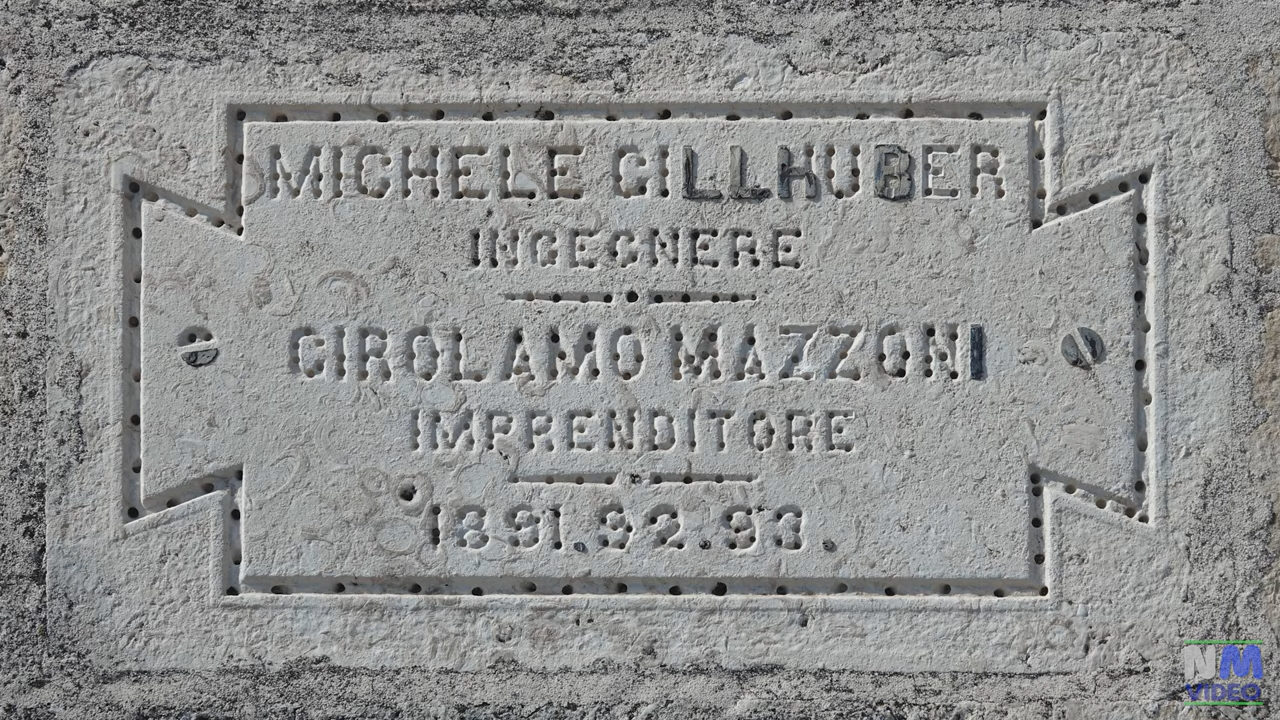 MICHELE GILLHUBER
INGEGNERE
GIROLAMO MAZZONI
IMPRENDITORE
1891.92.93.
NM
VIDEO